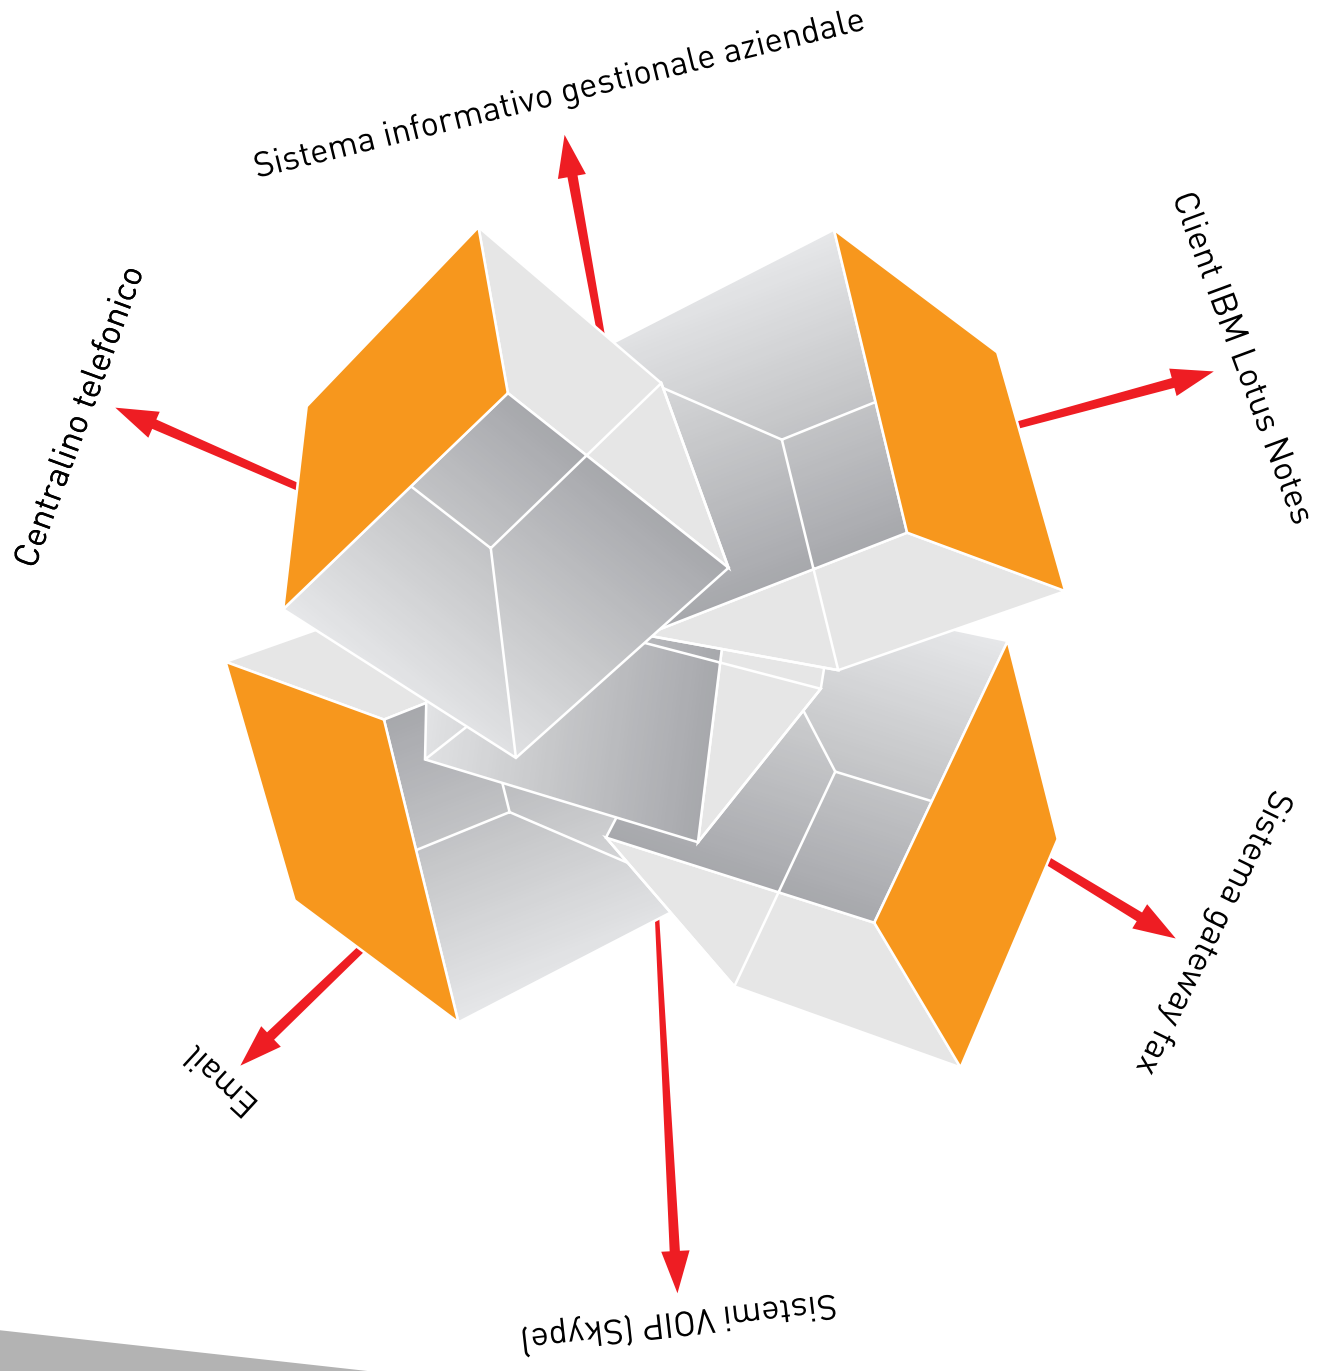 Sistema informativo gestionale aziendale
Client IBM Lotus Notes
Sistema gateway fax
Sistemi VOIP (Skype)
Email
Centralino telefonico